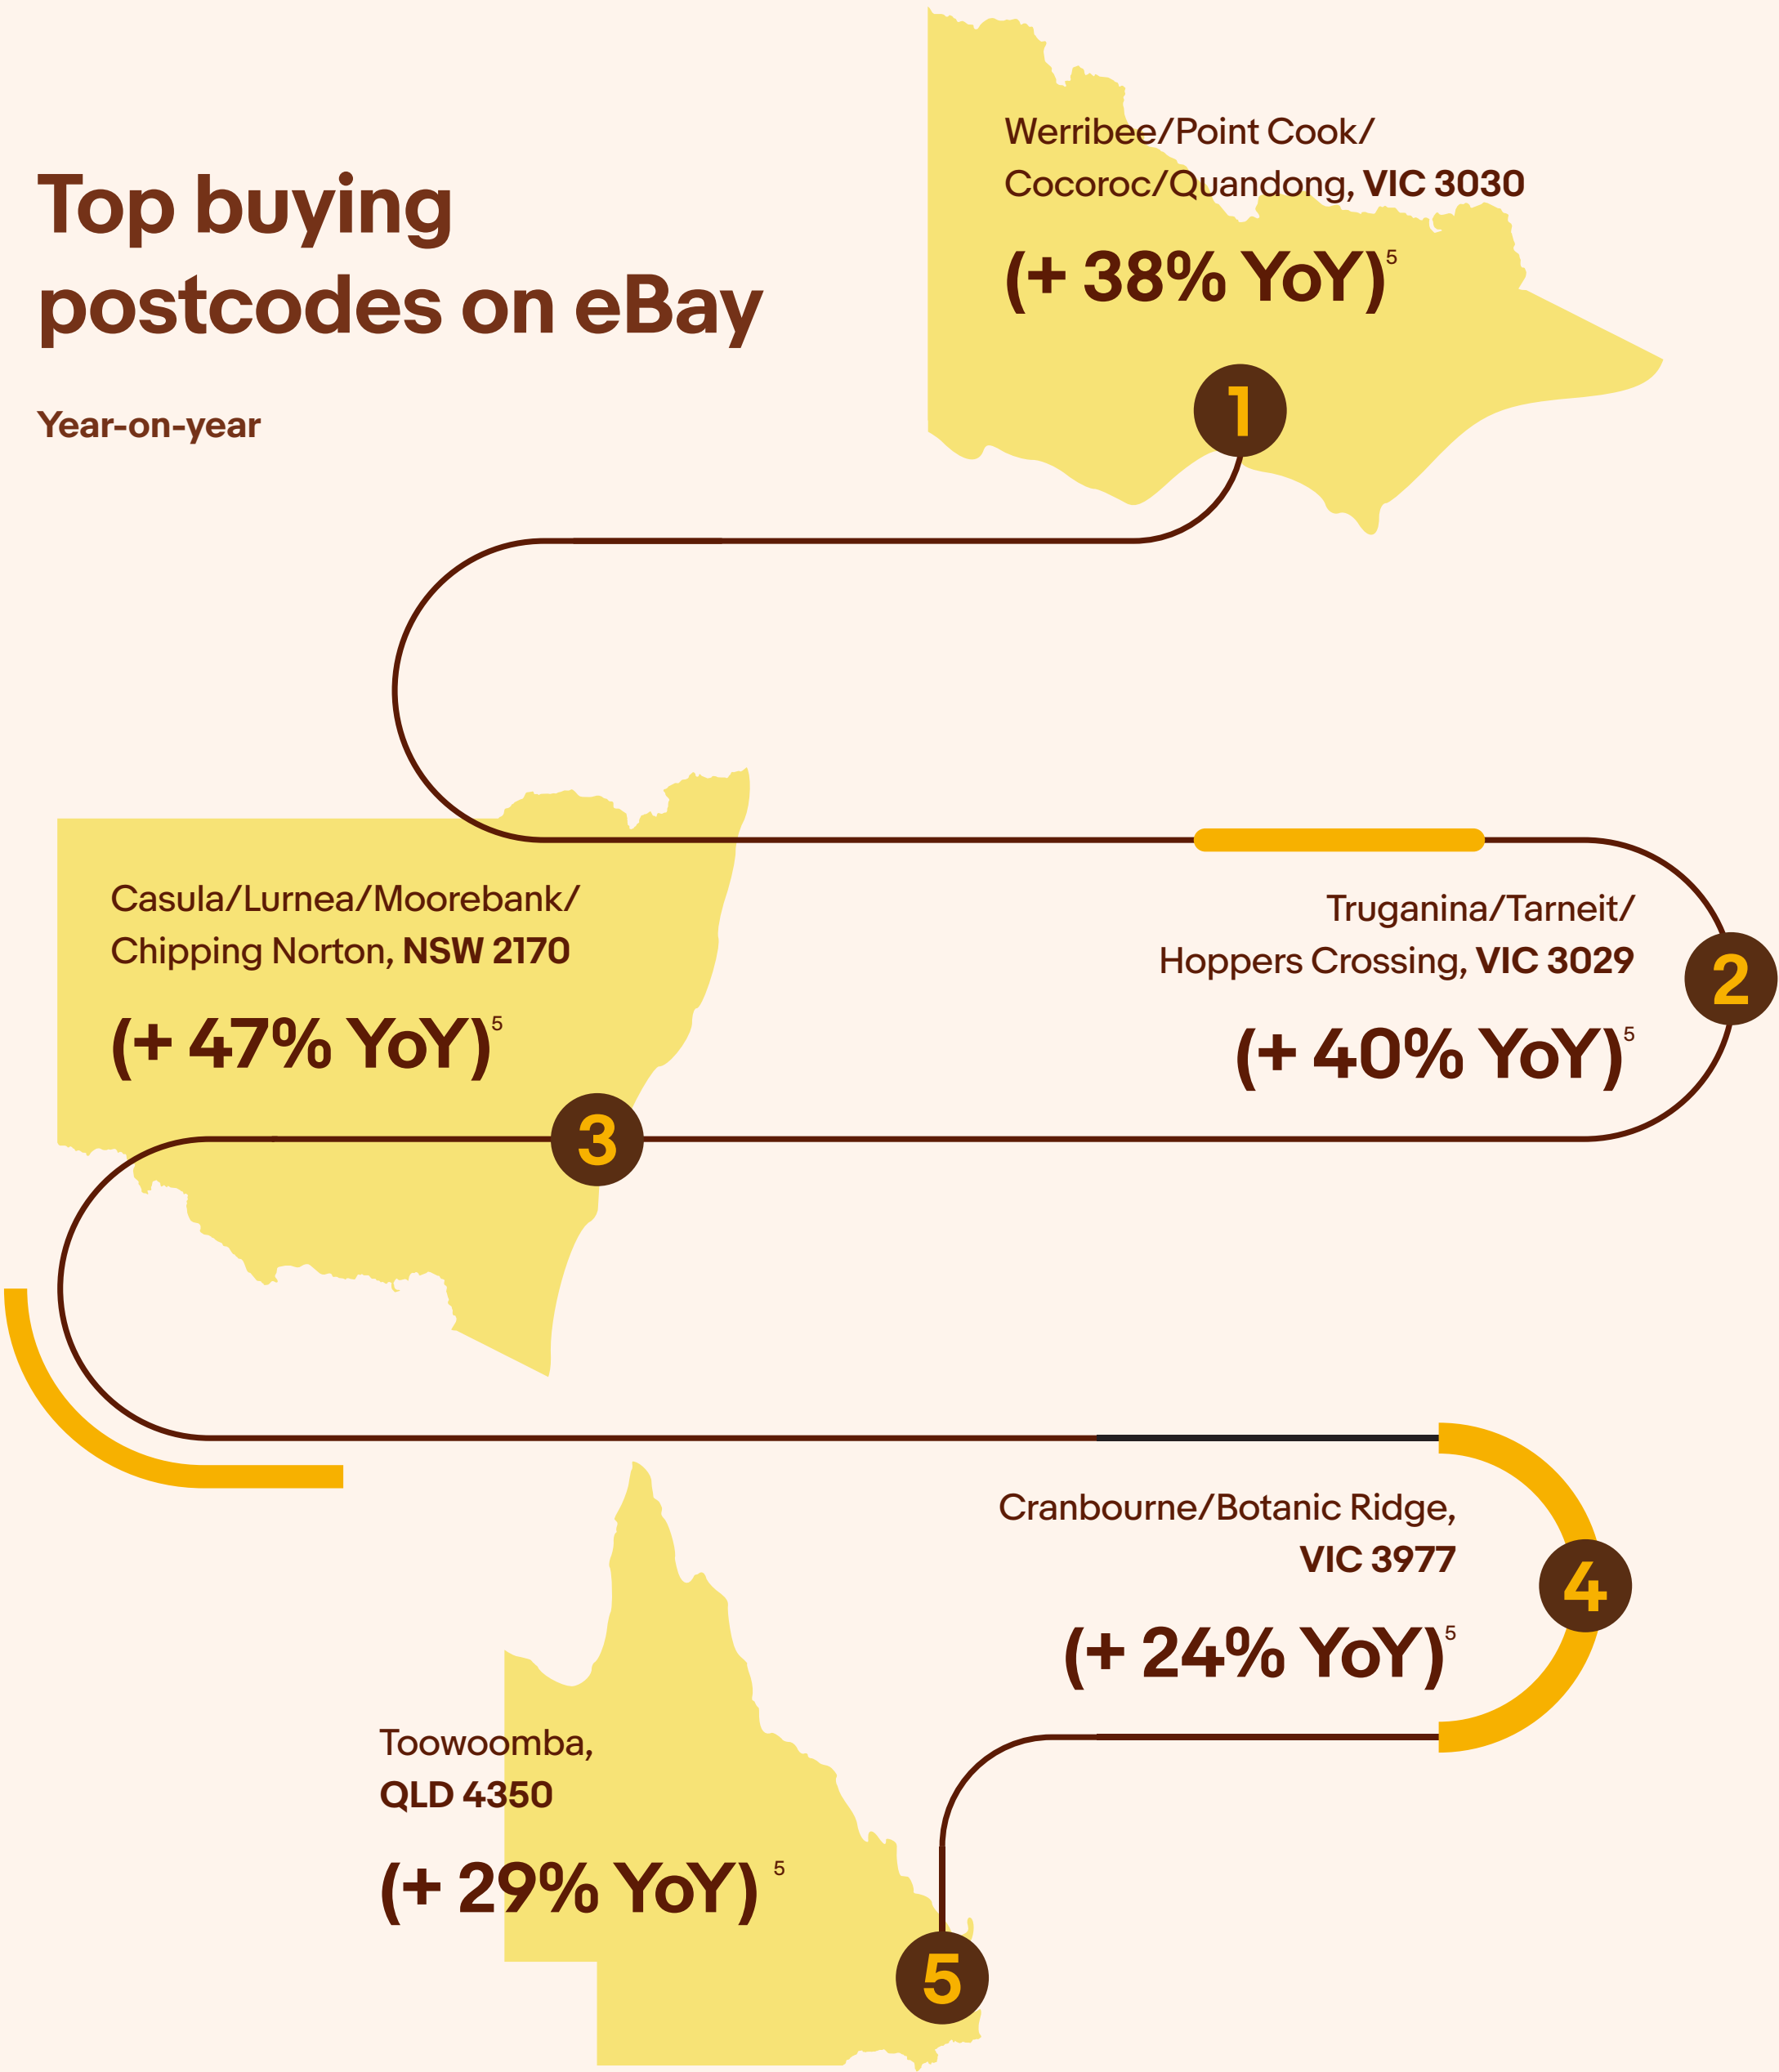 Top buying
postcodes on eBay
Year-on-year
Werribee/Point Cook/
Cocoroc/Quandong, VIC 3030
(+ 38% YoY)5
1
Truganina/Tarneit/
Hoppers Crossing, VIC 3029
(+ 40% YoY)5
2
Casula/Lurnea/Moorebank/
Chipping Norton, NSW 2170
(+ 47% YoY)5
3
Cranbourne/Botanic Ridge,
VIC 3977
(+ 24% YoY)5
4
Toowoomba,
QLD 4350
(+ 29% YoY) 5
5